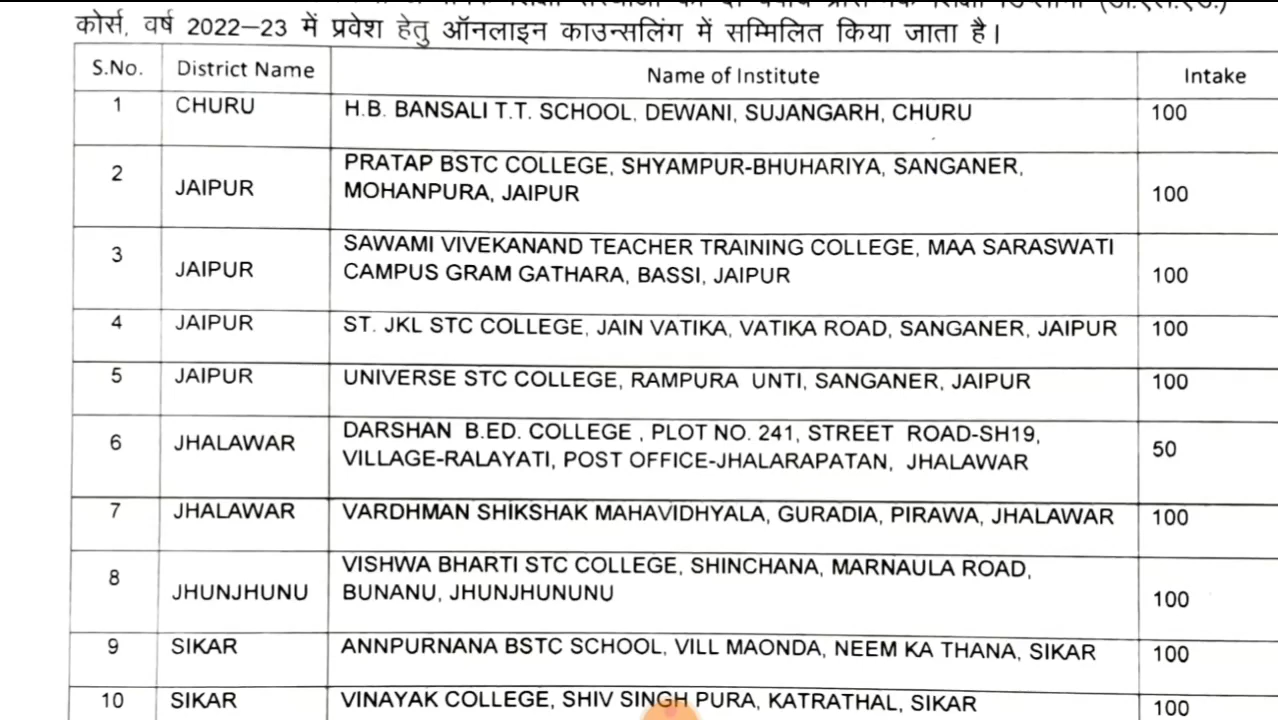 कोर्स, वर्ष 2022–23 में प्रवेश हेतु ऑनलाइन काउन्सलिंग में सम्मिलित किया जाता है।
S.No. District Name Name of Institute Intake
1 CHURU H.B. BANSALI T.T. SCHOOL, DEWANI, SUJANGARH, CHURU 100
2 JAIPUR PRATAP BSTC COLLEGE, SHYAMPUR-BHUHARIYA, SANGANER,
MOHANPURA, JAIPUR 100
3 JAIPUR SAWAMI VIVEKANAND TEACHER TRAINING COLLEGE, MAA SARASWATI
CAMPUS GRAM GATHARA, BASSI, JAIPUR 100
4 JAIPUR ST. JKL STC COLLEGE, JAIN VATIKA, VATIKA ROAD, SANGANER, JAIPUR 100
5 JAIPUR UNIVERSE STC COLLEGE, RAMPURA UNTI, SANGANER, JAIPUR 100
6 JHALAWAR DARSHAN B.ED. COLLEGE , PLOT NO. 241, STREET ROAD-SH19,
VILLAGE-RALAYATI, POST OFFICE-JHALARAPATAN, JHALAWAR 50
7 JHALAWAR VARDHMAN SHIKSHAK MAHAVIDHYALA, GURADIA, PIRAWA, JHALAWAR 100
8 JHUNJHUNU VISHWA BHARTI STC COLLEGE, SHINCHANA, MARNAULA ROAD,
BUNANU, JHUNJHUNUNU 100
9 SIKAR ANNPURNANA BSTC SCHOOL, VILL MAONDA, NEEM KA THANA, SIKAR 100
10 SIKAR VINAYAK COLLEGE, SHIV SINGH PURA, KATRATHAL, SIKAR 100